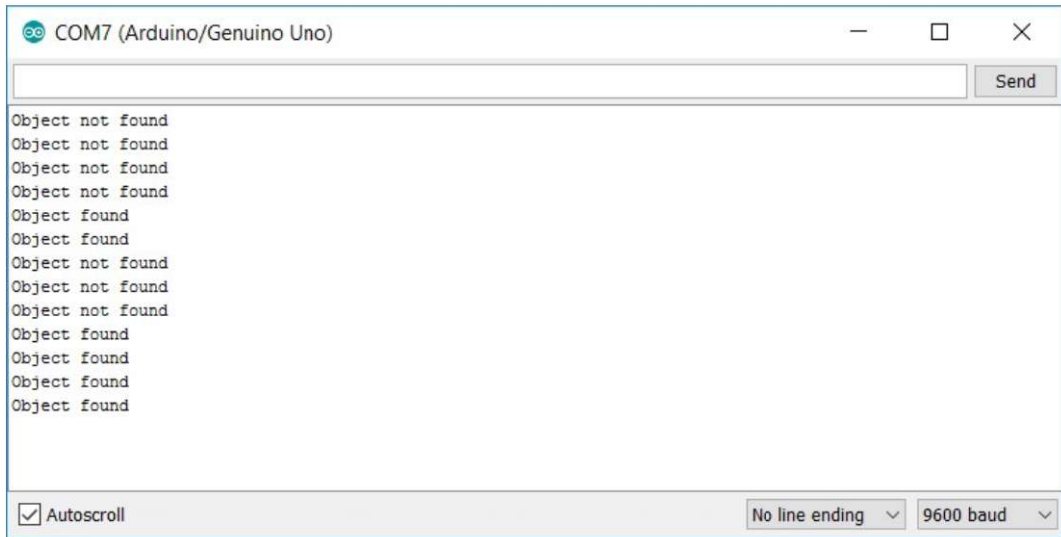 COM7 (Arduino/Genuino Uno)
Send
Object not found
Object not found
Object not found
Object not found
Object found
Object found
Object not found
Object not found
Object not found
Object found
Object found
Object found
Object found
Autoscroll
No line ending
9600 baud